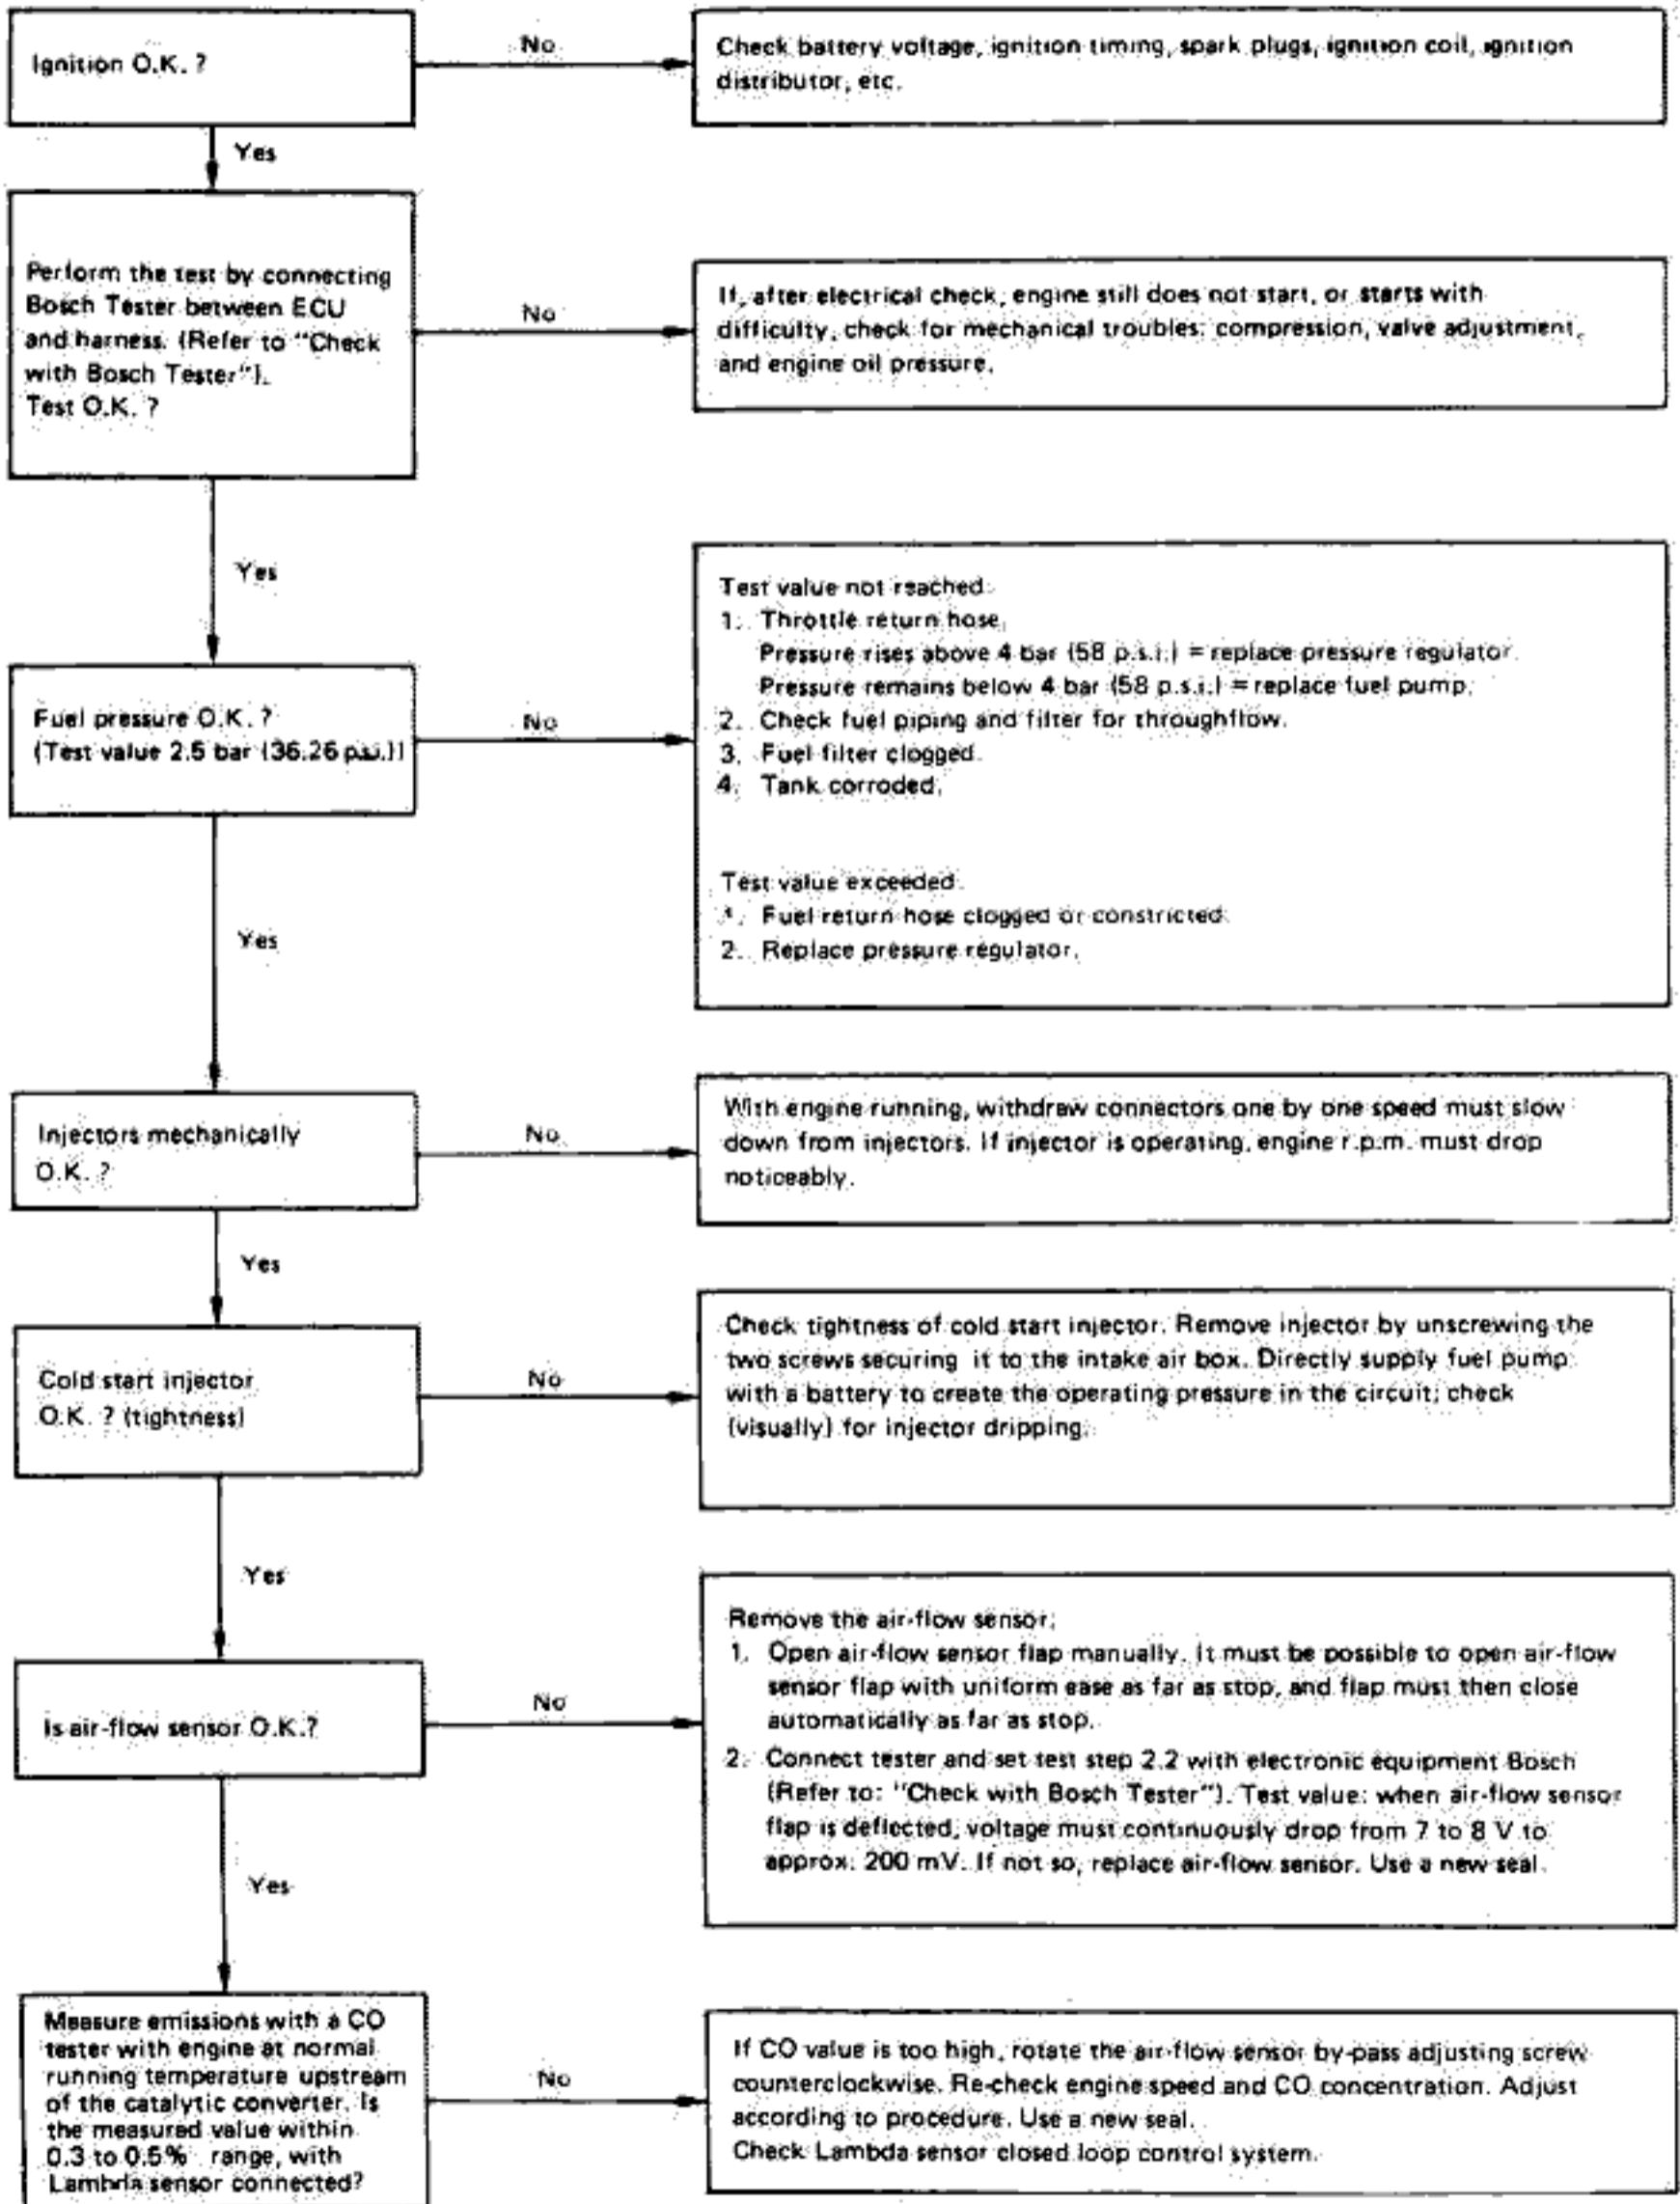 Ignition O.K. ?
No
Check battery voltage, ignition timing, spark plugs, ignition coil, ignition
distributor, etc.
Yes
Perform the test by connecting
Bosch Tester between ECU
and harness. (Refer to "Check
with Bosch Tester").
Test O.K. ?
No
If, after electrical check, engine still does not start, or starts with
difficulty, check for mechanical troubles: compression, valve adjustment,
and engine oil pressure.
Yes
Fuel pressure O.K. ?
(Test value 2.5 bar (36.26 p.s.i.))
No
Test value not reached:
1. Throttle return hose,
Pressure rises above 4 bar (58 p.s.i.) = replace pressure regulator.
Pressure remains below 4 bar (58 p.s.i.) = replace fuel pump.
2. Check fuel piping and filter for throughflow.
3. Fuel filter clogged.
4. Tank corroded.
Test value exceeded.
1. Fuel return hose clogged or constricted.
2. Replace pressure regulator.
Yes
Injectors mechanically
O.K. ?
No
With engine running, withdraw connectors one by one speed must slow
down from injectors. If injector is operating, engine r.p.m. must drop
noticeably.
Yes
Cold start injector
O.K. ? (tightness)
No
Check tightness of cold start injector. Remove injector by unscrewing the
two screws securing it to the intake air box. Directly supply fuel pump
with a battery to create the operating pressure in the circuit; check
(visually) for injector dripping.
Yes
Is air-flow sensor O.K.?
No
Remove the air-flow sensor.
1. Open air-flow sensor flap manually. It must be possible to open air-flow
sensor flap with uniform ease as far as stop, and flap must then close
automatically as far as stop.
2. Connect tester and set test step 2.2 with electronic equipment Bosch
(Refer to: "Check with Bosch Tester"). Test value: when air-flow sensor
flap is deflected, voltage must continuously drop from 7 to 8 V to
approx. 200 mV. If not so, replace air-flow sensor. Use a new seal.
Yes
Measure emissions with a CO
tester with engine at normal
running temperature upstream
of the catalytic converter. Is
the measured value within
0.3 to 0.5% range, with
Lambda sensor connected?
No
If CO value is too high, rotate the air-flow sensor by-pass adjusting screw
counterclockwise. Re-check engine speed and CO concentration. Adjust
according to procedure. Use a new seal.
Check Lambda sensor closed loop control system.